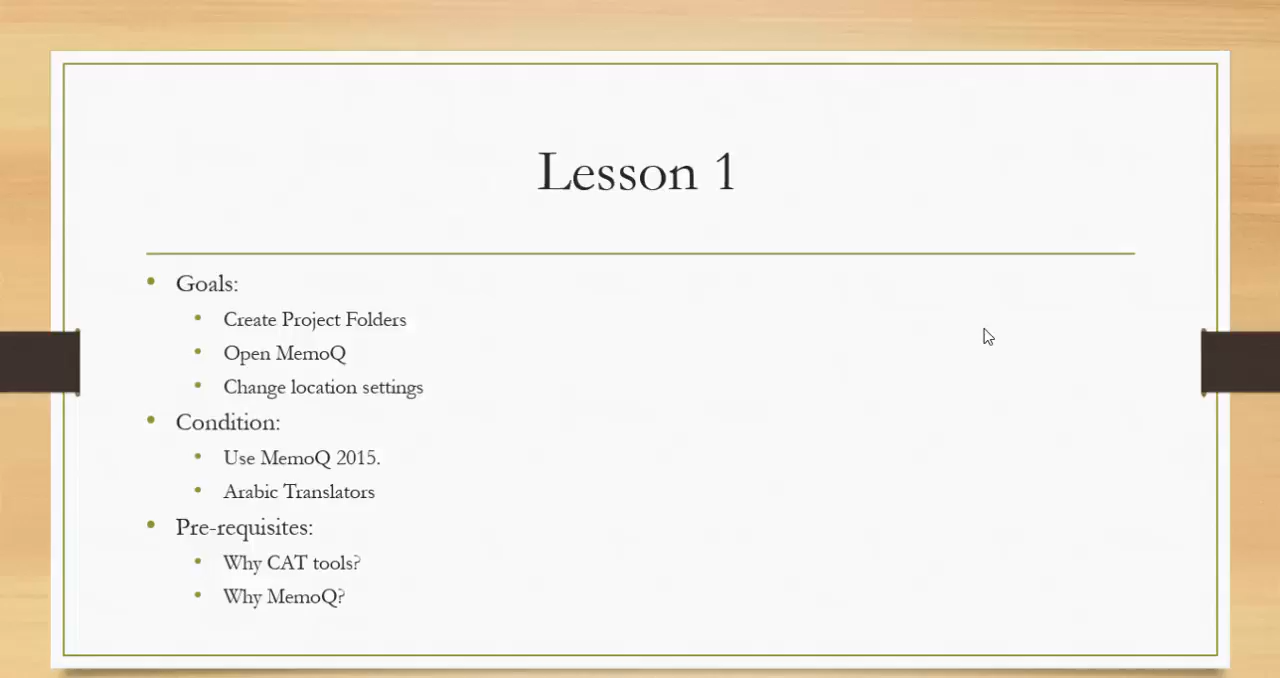 Lesson 1
Goals:
Create Project Folders
Open MemoQ
Change location settings
Condition:
Use MemoQ 2015.
Arabic Translators
Pre-requisites:
Why CAT tools?
Why MemoQ?